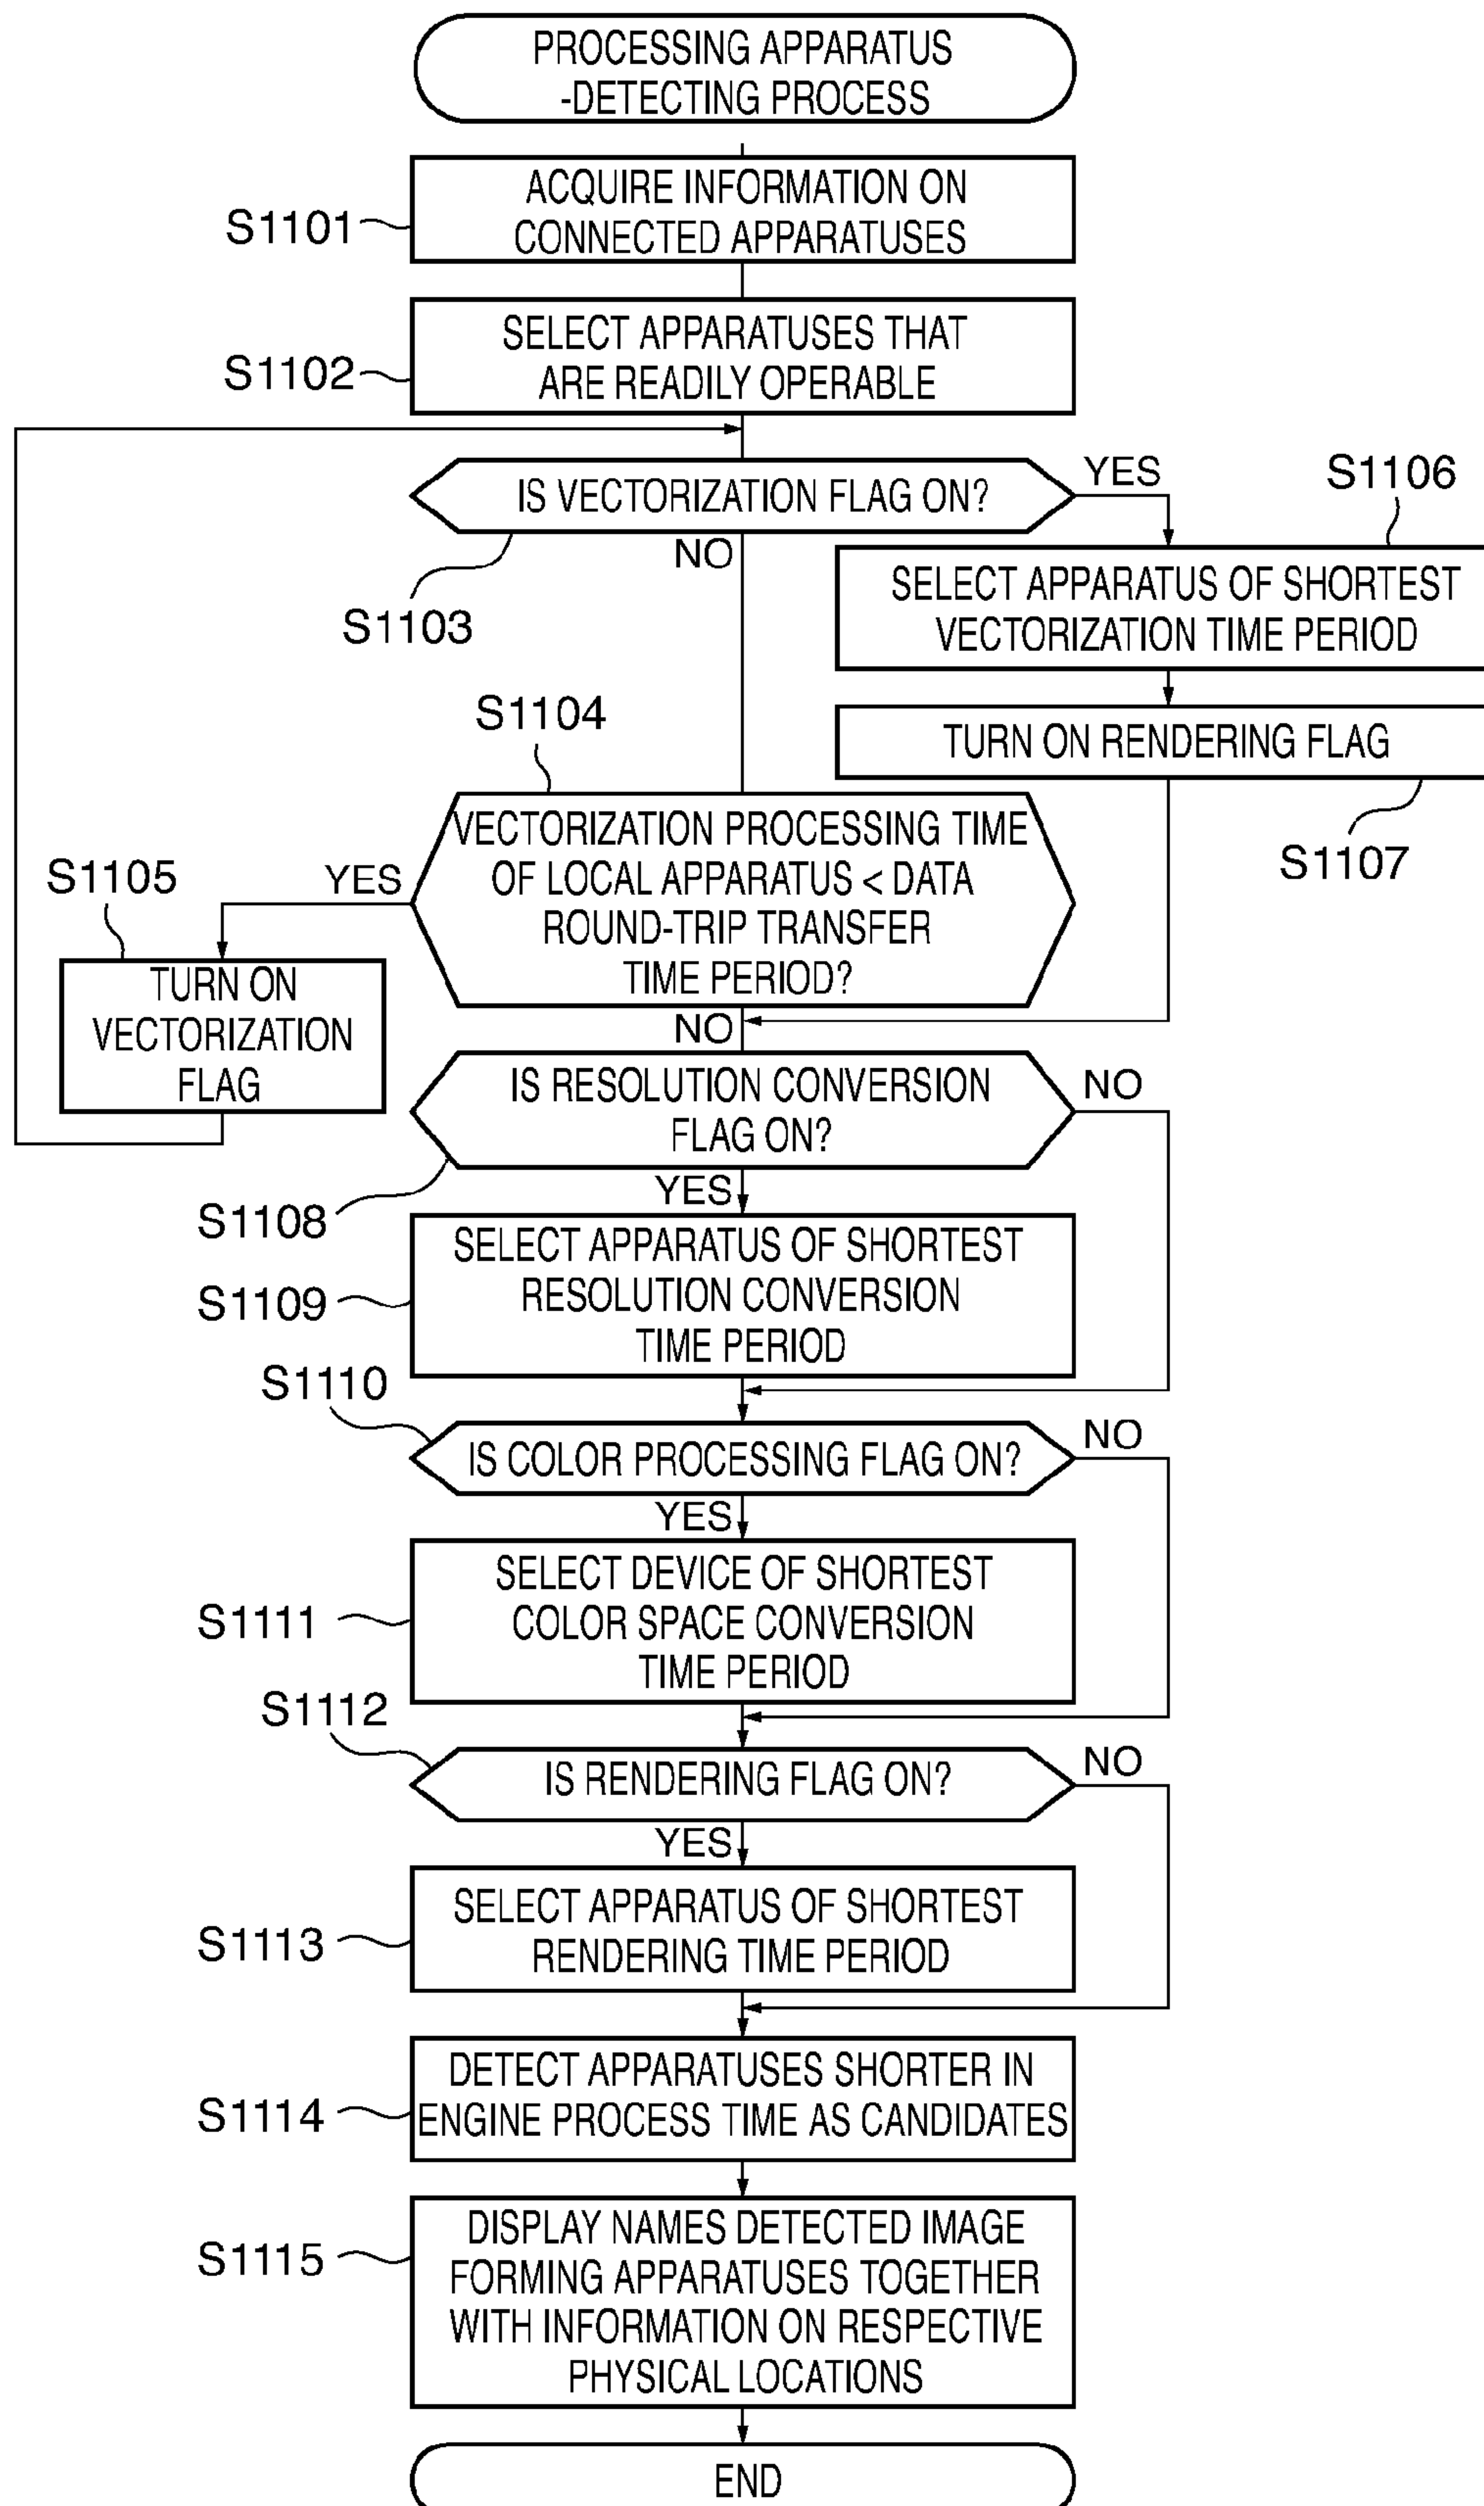 PROCESSING APPARATUS
-DETECTING PROCESS
S1101
ACQUIRE INFORMATION ON
CONNECTED APPARATUSES
S1102
SELECT APPARATUSES THAT
ARE READILY OPERABLE
S1103
IS VECTORIZATION FLAG ON?
YES
NO
S1106
SELECT APPARATUS OF SHORTEST
VECTORIZATION TIME PERIOD
TURN ON RENDERING FLAG
S1107
S1104
VECTORIZATION PROCESSING TIME
OF LOCAL APPARATUS < DATA
ROUND-TRIP TRANSFER
TIME PERIOD?
YES
NO
S1105
TURN ON
VECTORIZATION
FLAG
IS RESOLUTION CONVERSION
FLAG ON?
NO
YES
S1108
SELECT APPARATUS OF SHORTEST
RESOLUTION CONVERSION
TIME PERIOD
S1109
S1110
IS COLOR PROCESSING FLAG ON?
NO
YES
SELECT DEVICE OF SHORTEST
COLOR SPACE CONVERSION
TIME PERIOD
S1111
S1112
IS RENDERING FLAG ON?
NO
YES
SELECT APPARATUS OF SHORTEST
RENDERING TIME PERIOD
S1113
DETECT APPARATUSES SHORTER IN
ENGINE PROCESS TIME AS CANDIDATES
S1114
DISPLAY NAMES DETECTED IMAGE
FORMING APPARATUSES TOGETHER
WITH INFORMATION ON RESPECTIVE
PHYSICAL LOCATIONS
S1115
END